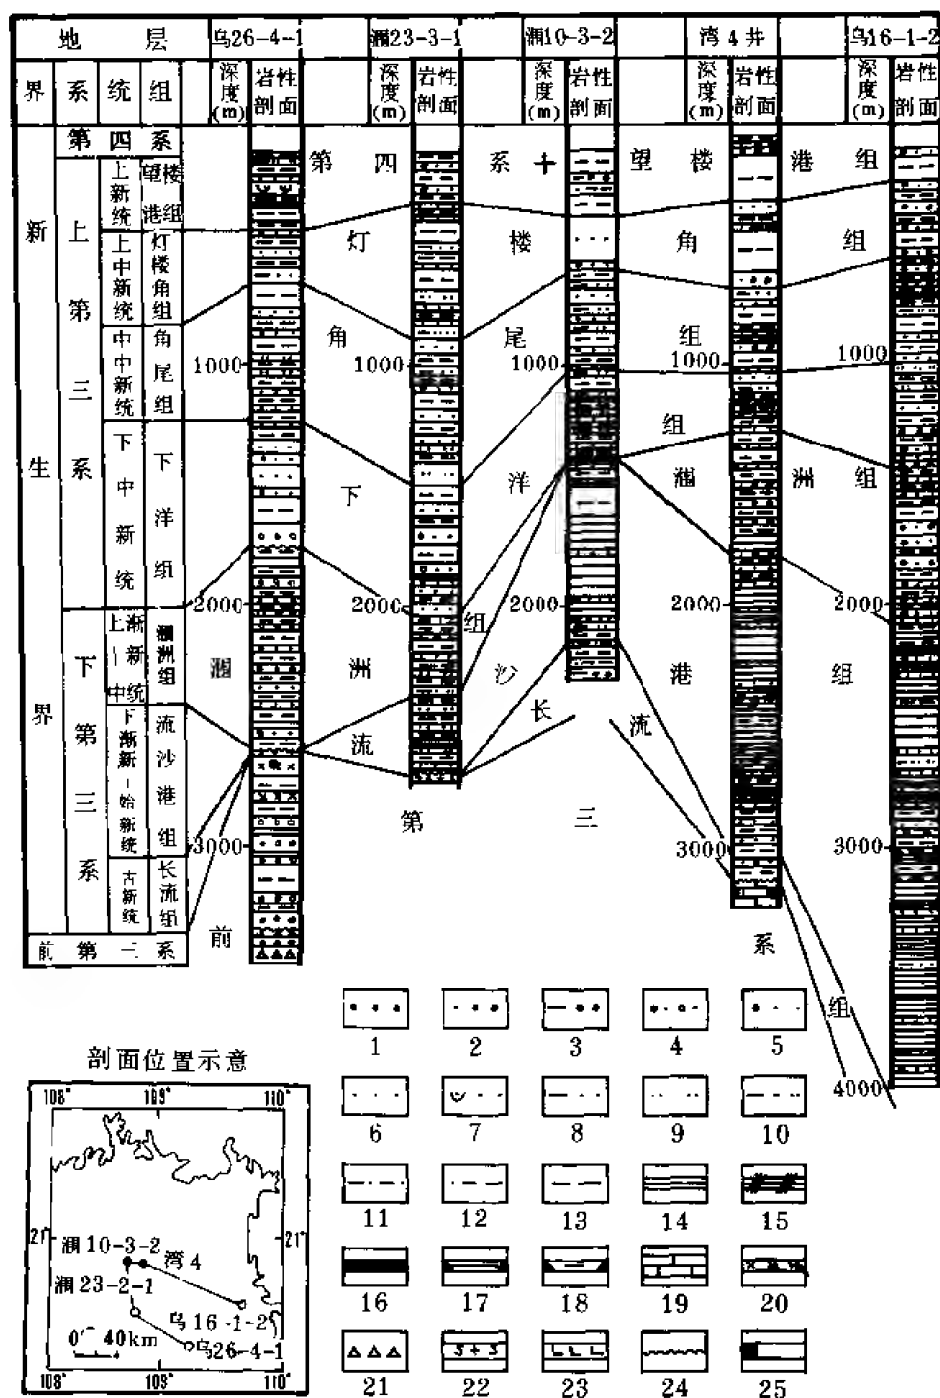 地 层 乌26-4-1 涠23-3-1 涠10-3-2 湾4井 乌16-1-2
界 系 统 组 深度(m) 岩性剖面 深度(m) 岩性剖面 深度(m) 岩性剖面 深度(m) 岩性剖面 深度(m) 岩性剖面
新生界
第四系
上第三系
上新统 望楼港组
上中新统 灯楼角组
中中新统 角尾组
下中新统 下洋组
下第三系
上渐新统 涠洲组
下渐新-始新统 流沙港组
古新统 长流组
前第三系
第四系+望楼港组
灯楼角组
角尾组
下洋组
涠洲组
流沙港组
长流组
前第三系
1000 1000 1000 1000 1000
2000 2000 2000 2000 2000
3000 3000 3000
4000
1 2 3 4 5
6 7 8 9 10
11 12 13 14 15
16 17 18 19 20
21 22 23 24 25
剖面位置示意
108° 109° 110°
21° 21°
涠10-3-2 湾4
涠23-2-1
乌16-1-2
乌26-4-1
40km
108° 109° 110°